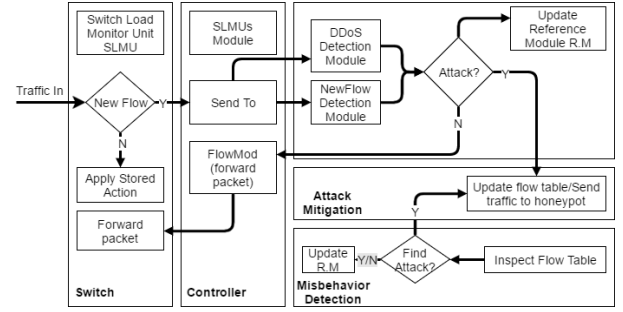 Switch Load
Monitor Unit
SLMU
SLMUs
Module
DDoS
Detection
Module
Attack?
Update
Reference
Module R.M
Traffic In
New Flow
Y
Send To
NewFlow
Detection
Module
Y
N
N
Apply Stored
Action
FlowMod
(forward
packet)
Forward
packet
Attack
Mitigation
Update flow table/Send
traffic to honeypot
Y
Update
R.M
Y/N
Find
Attack?
Inspect Flow Table
Switch
Controller
Misbehavior
Detection